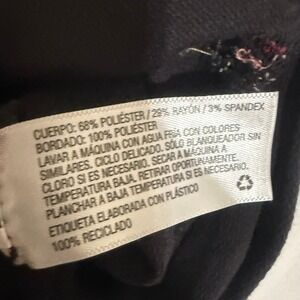 CUERPO: 68% POLIÉSTER / 29% RAYÓN / 3% SPANDEX
BORDADO: 100% POLIÉSTER
LAVAR A MÁQUINA CON AGUA FRÍA CON COLORES
SIMILARES. CICLO DELICADO. SÓLO BLANQUEADOR SIN
CLORO SI ES NECESARIO. SECAR A MÁQUINA A
TEMPERATURA BAJA. RETIRAR OPORTUNAMENTE.
PLANCHAR A BAJA TEMPERATURA SI ES NECESARIO.
ETIQUETA ELABORADA CON PLÁSTICO
100% RECICLADO